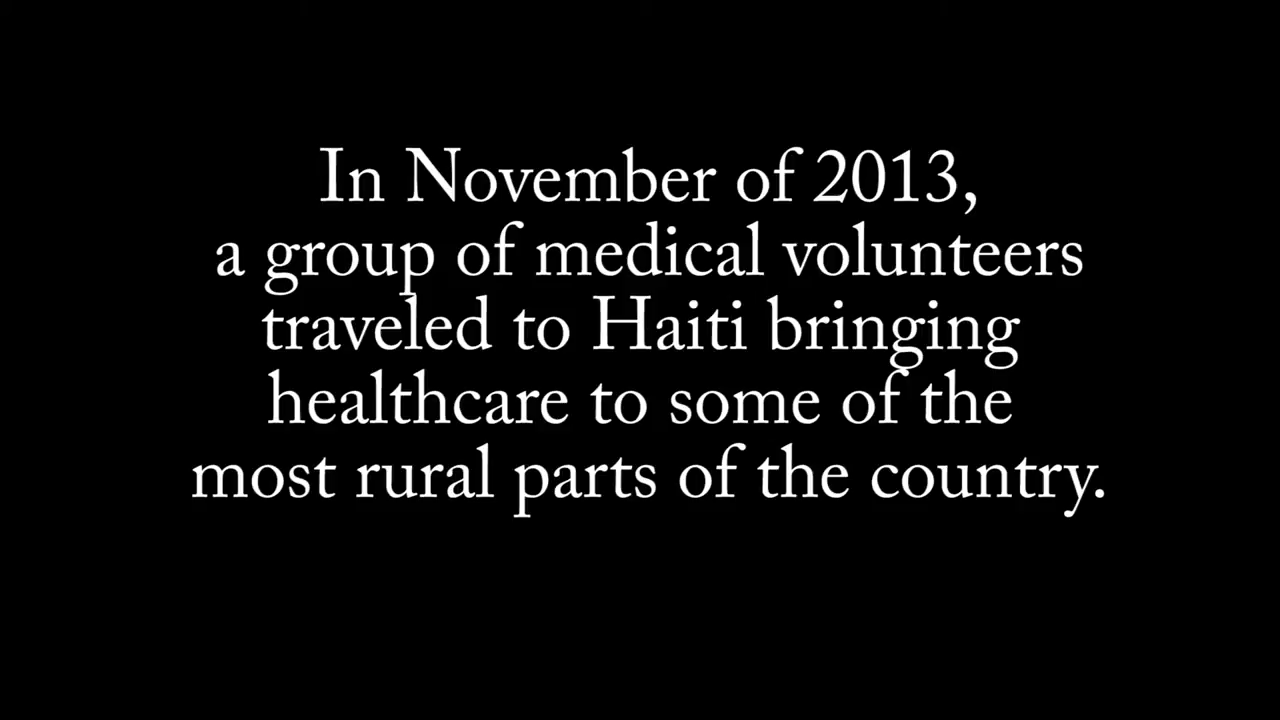 In November of 2013,
a group of medical volunteers
traveled to Haiti bringing
healthcare to some of the
most rural parts of the country.